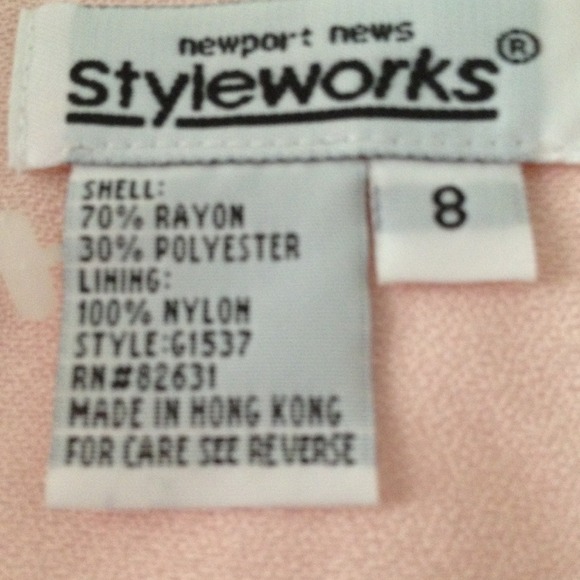 newport news
Styleworks®
8
SHELL:
70% RAYON
30% POLYESTER
LINING:
100% NYLON
STYLE:G1537
RN#82631
MADE IN HONG KONG
FOR CARE SEE REVERSE